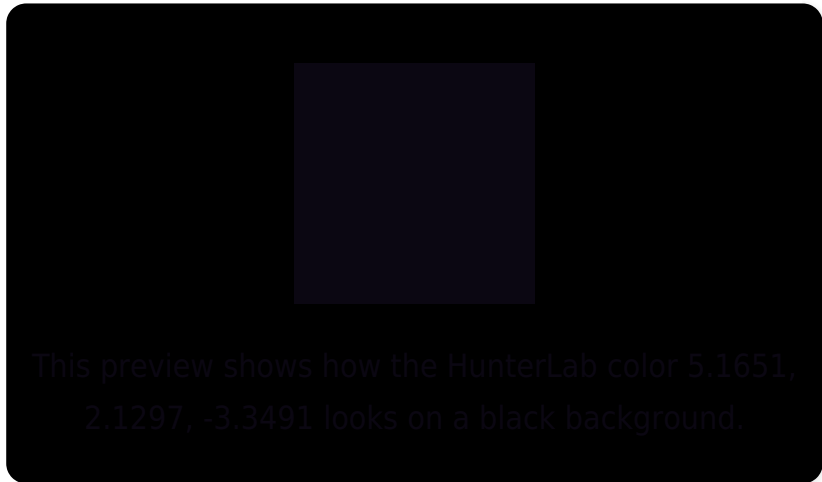 This preview shows how the HunterLab color 5.1651,
2.1297, -3.3491 looks on a black background.